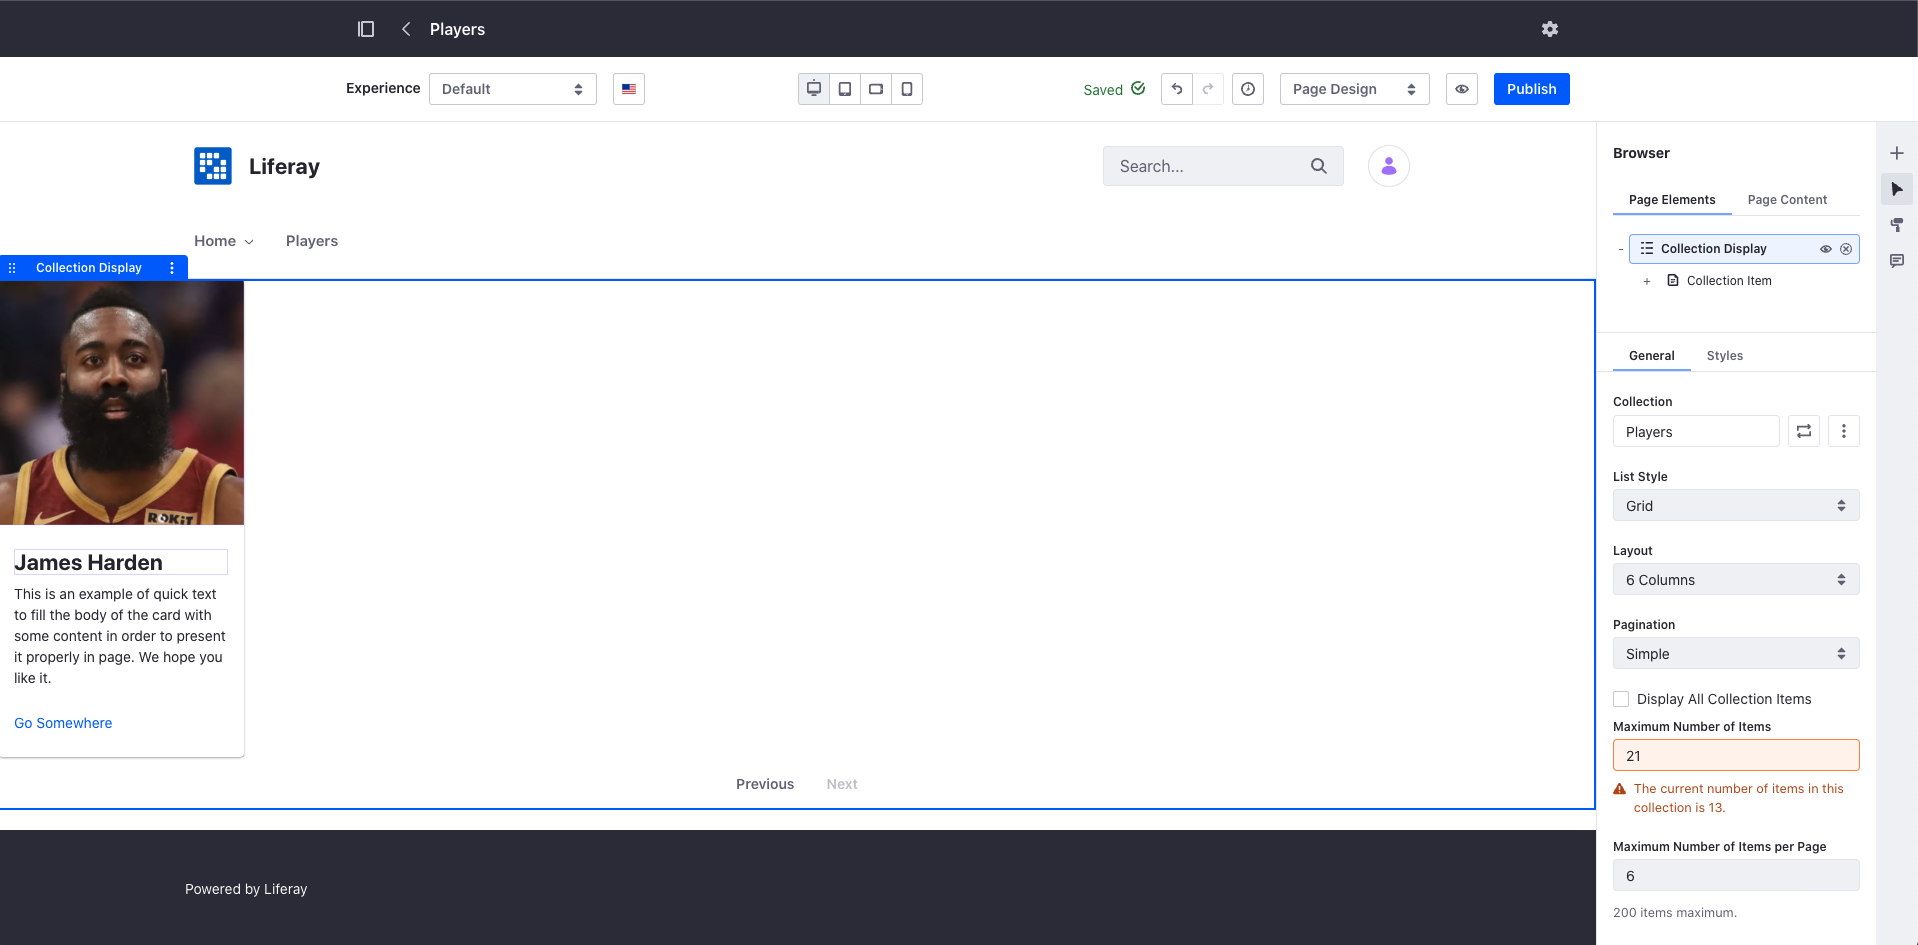 Players
Experience
Default
Saved
Page Design
Publish
Liferay
Search...
Home
Players
Collection Display
ROKiT
James Harden
This is an example of quick text
to fill the body of the card with
some content in order to present
it properly in page. We hope you
like it.
Go Somewhere
Previous
Next
Powered by Liferay
Browser
Page Elements
Page Content
- Collection Display
+ Collection Item
General
Styles
Collection
Players
List Style
Grid
Layout
6 Columns
Pagination
Simple
Display All Collection Items
Maximum Number of Items
21
The current number of items in this
collection is 13.
Maximum Number of Items per Page
6
200 items maximum.